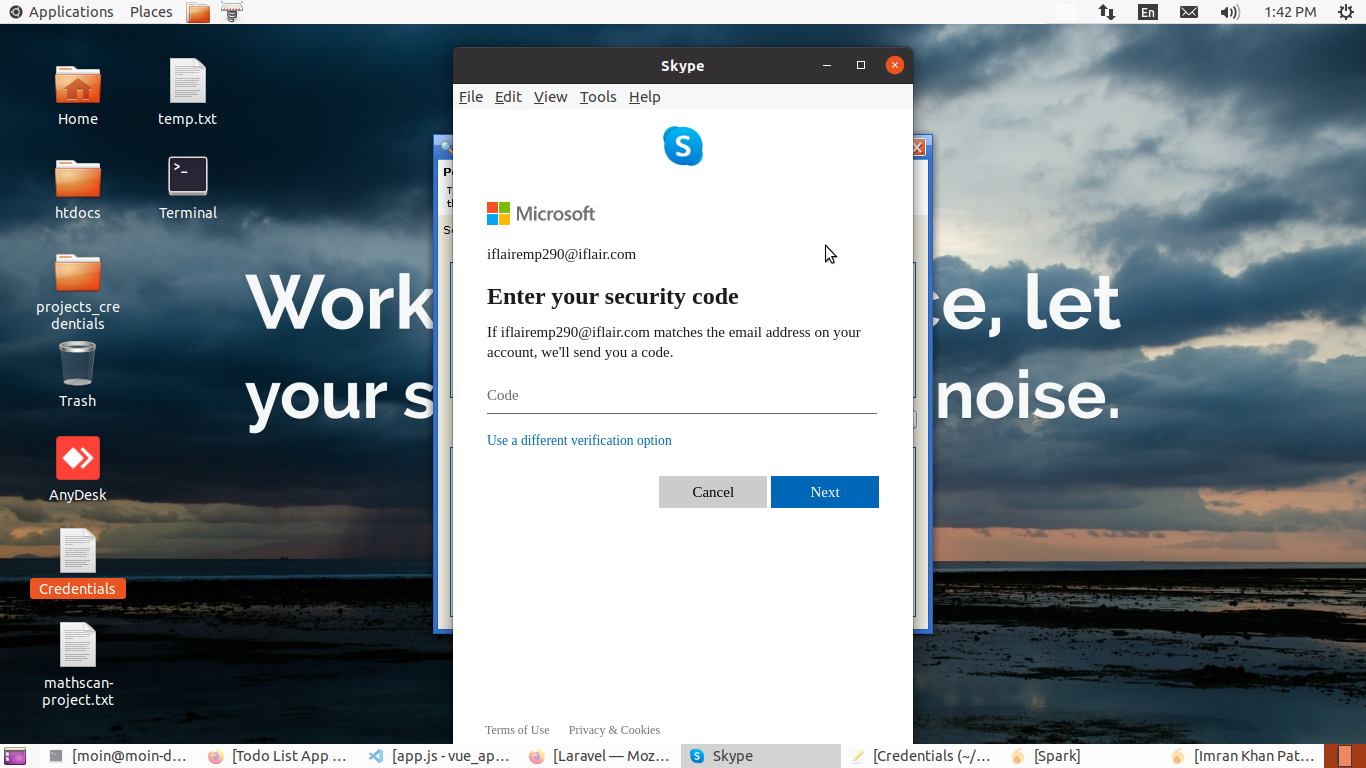 Applications Places En 1:42 PM
Skype
File Edit View Tools Help
S
Microsoft
iflairemp290@iflair.com
Enter your security code
If iflairemp290@iflair.com matches the email address on your
account, we'll send you a code.
Code
Use a different verification option
Cancel Next
Terms of Use Privacy & Cookies
Home
temp.txt
htdocs
>_
Terminal
projects_cre
dentials
Trash
AnyDesk
Credentials
mathscan-
project.txt
Work ce, let
your s noise.
[moin@moin-d... [Todo List App ... [app.js - vue_ap... [Laravel — Moz... Skype [Credentials (~/... [Spark] [Imran Khan Pat...